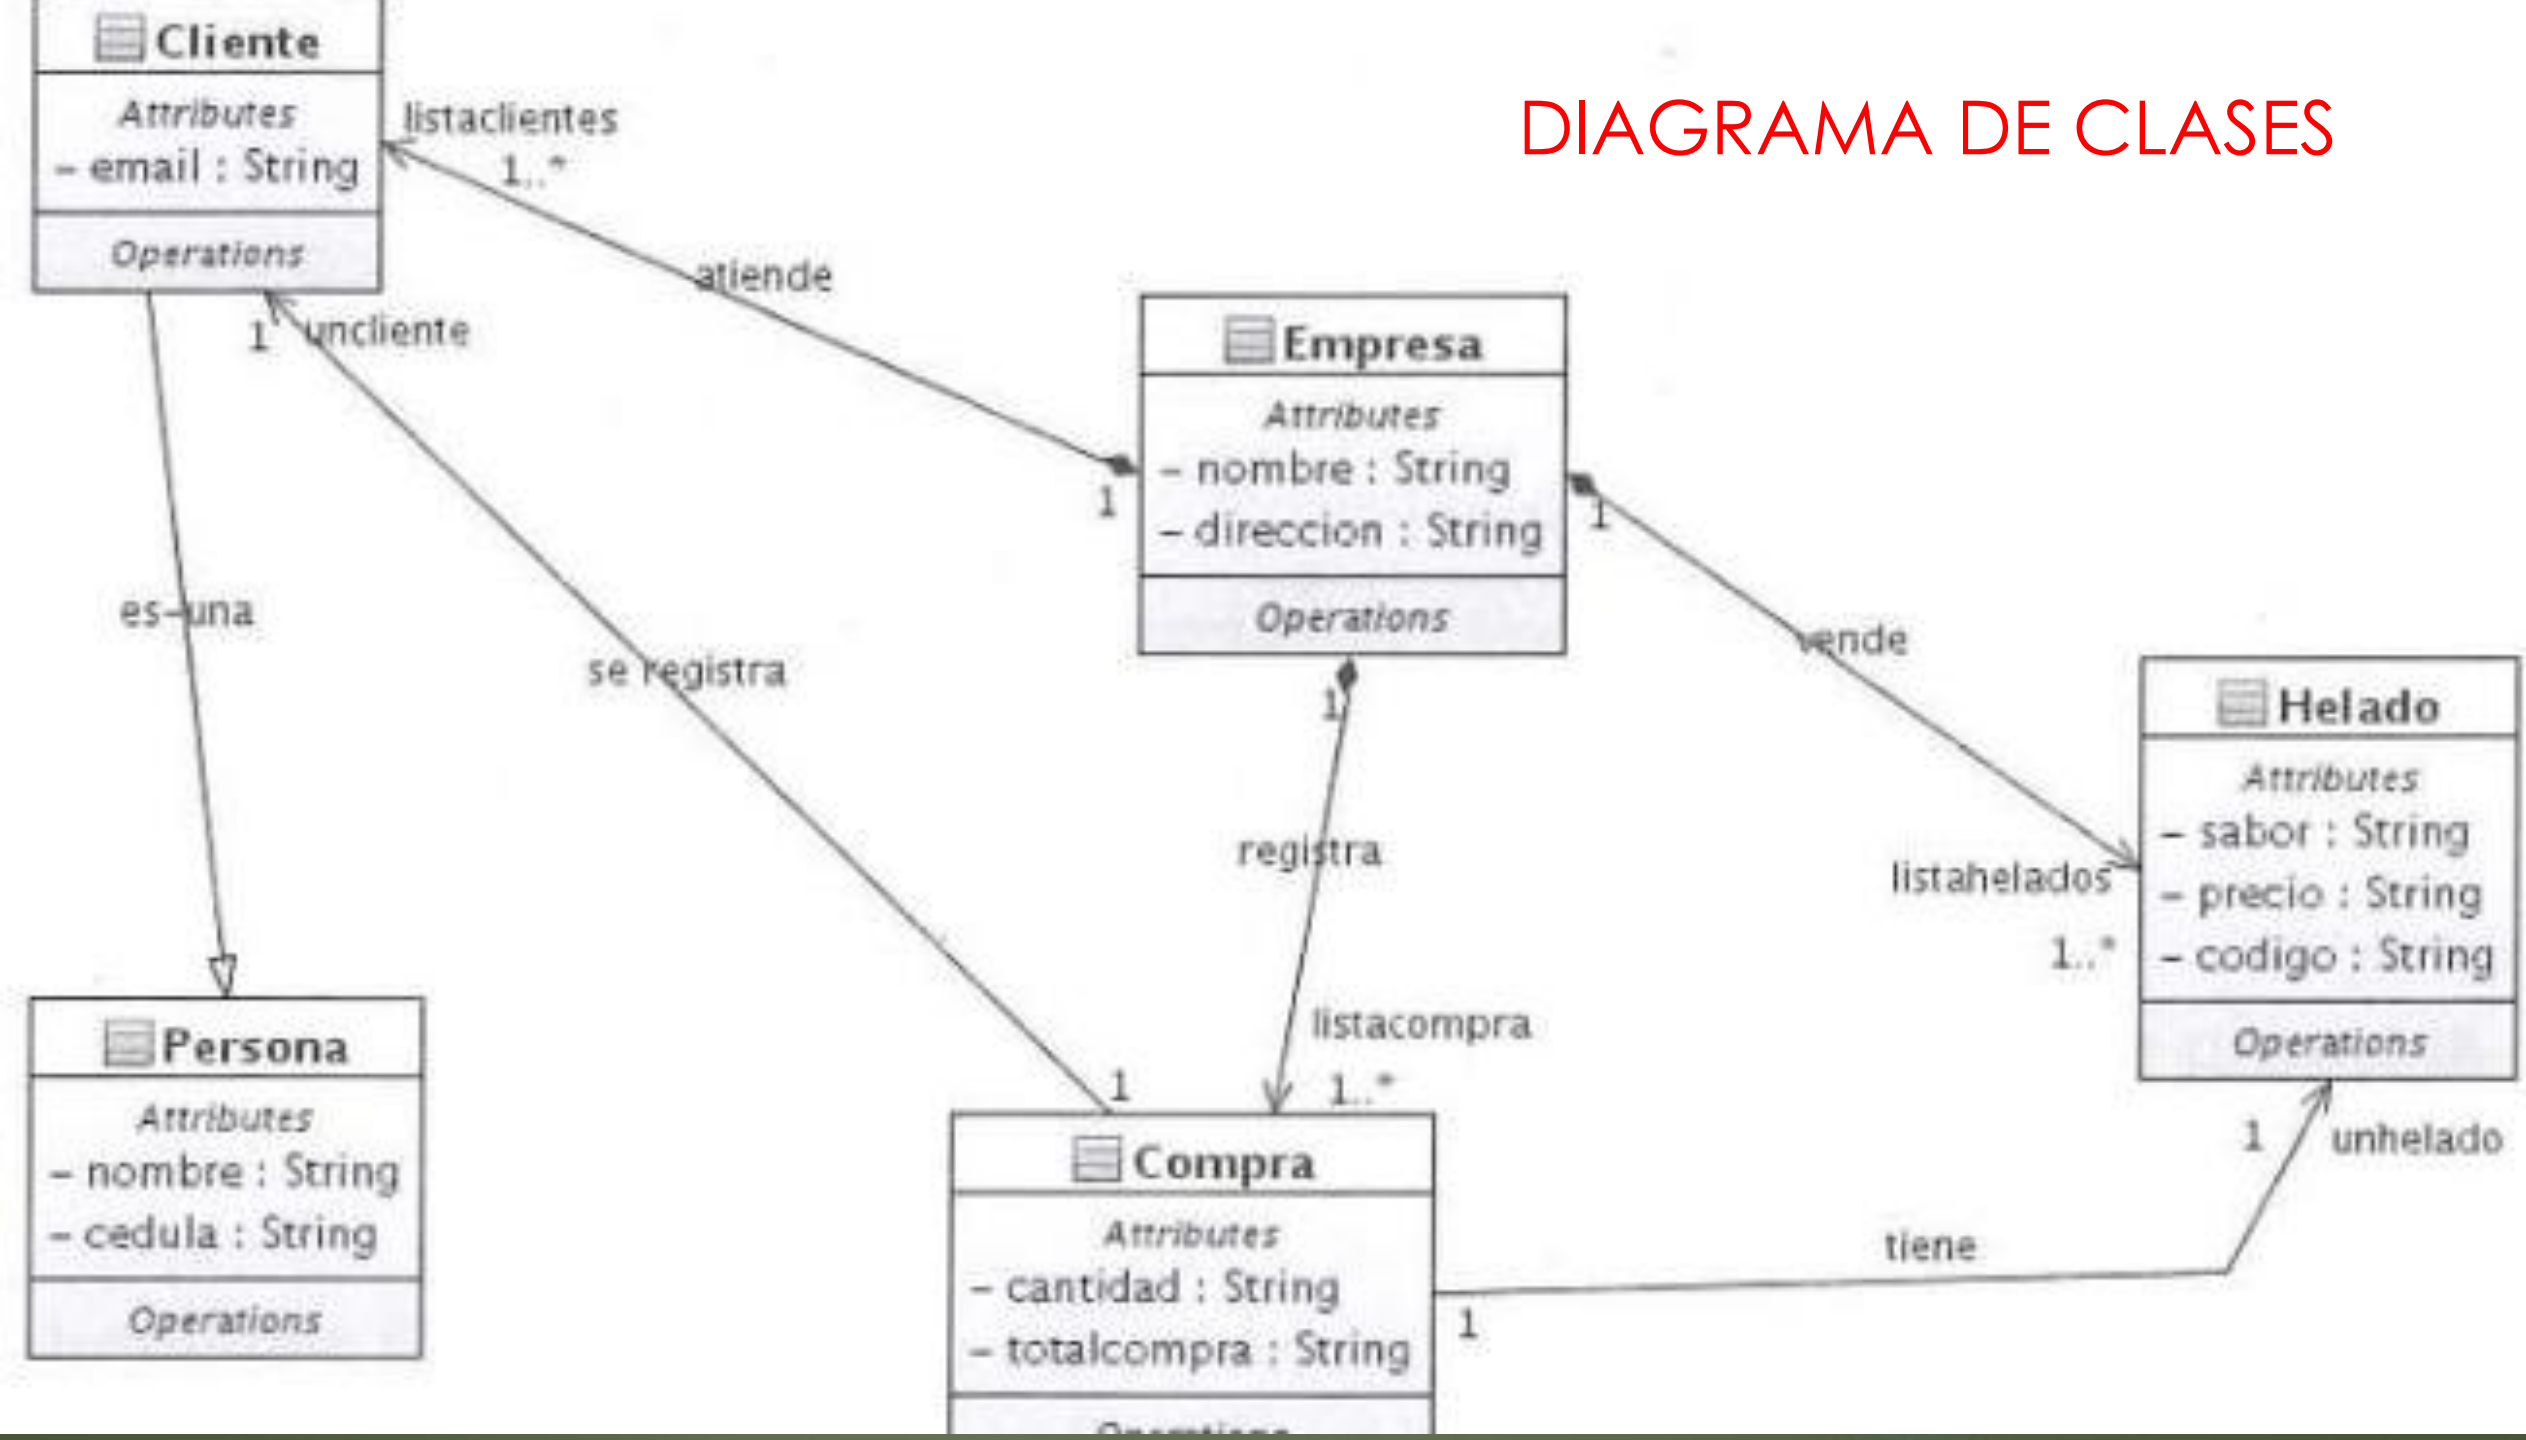 DIAGRAMA DE CLASES
Cliente
Attributes
– email : String
Operations
listaclientes
1..*
atiende
1
1
uncliente
es-una
se registra
1
Empresa
Attributes
– nombre : String
– direccion : String
Operations
1
vende
listahelados
1..*
1
registra
listacompra
1..*
Helado
Attributes
– sabor : String
– precio : String
– codigo : String
Operations
1
unhelado
tiene
1
Persona
Attributes
– nombre : String
– cedula : String
Operations
Compra
Attributes
– cantidad : String
– totalcompra : String
Operations